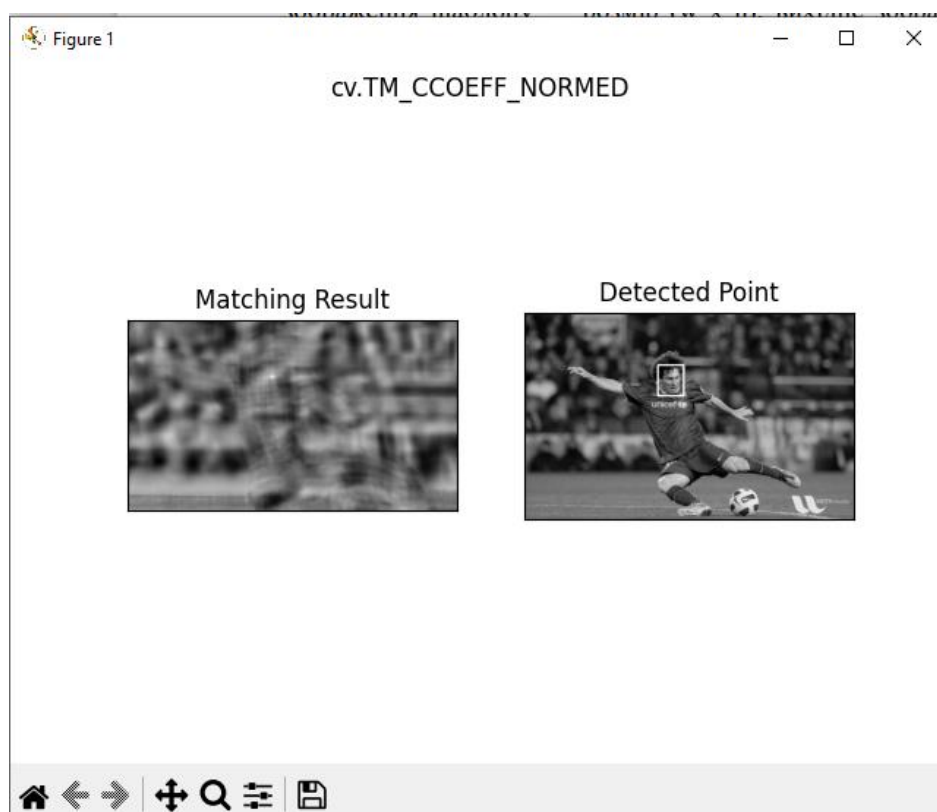 Figure 1
cv.TM_CCOEFF_NORMED
Matching Result
Detected Point
unicef